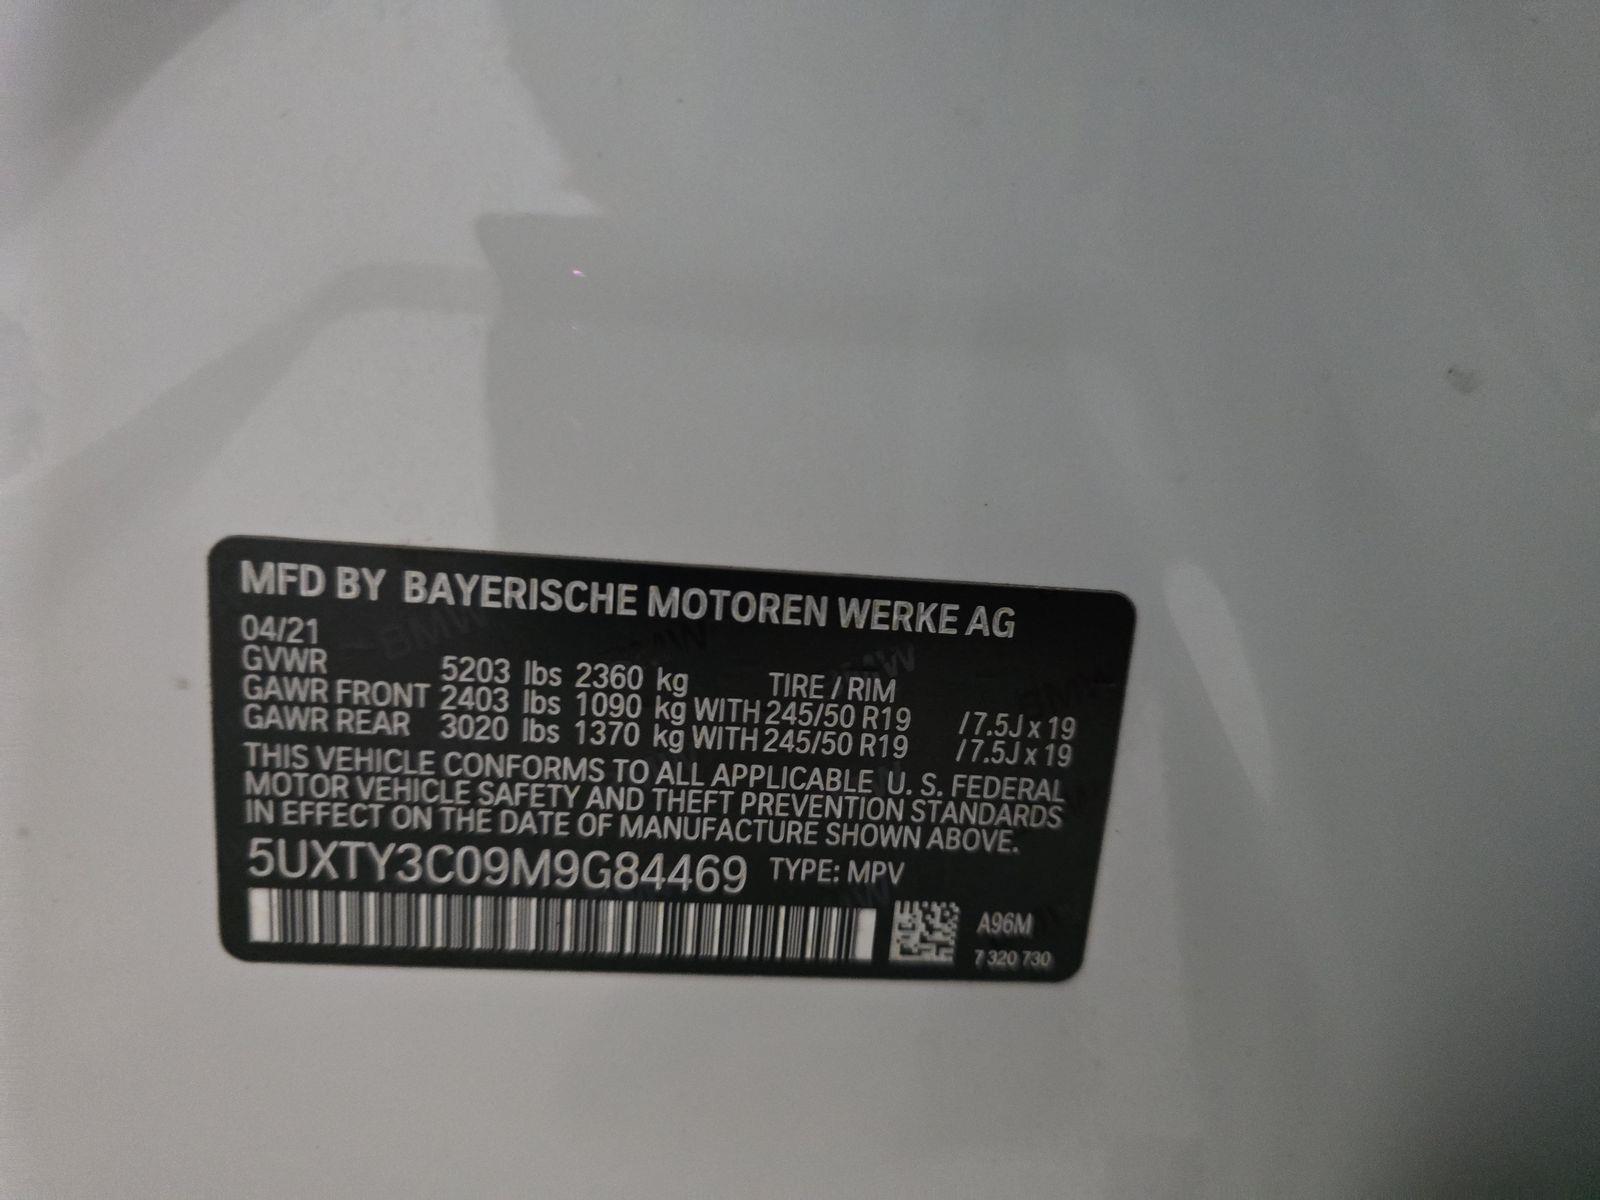 MFD BY BAYERISCHE MOTOREN WERKE AG
04/21
GVWR 5203 lbs 2360 kg TIRE / RIM
GAWR FRONT 2403 lbs 1090 kg WITH 245/50 R19 / 7.5J x 19
GAWR REAR 3020 lbs 1370 kg WITH 245/50 R19 / 7.5J x 19
THIS VEHICLE CONFORMS TO ALL APPLICABLE U. S. FEDERAL
MOTOR VEHICLE SAFETY AND THEFT PREVENTION STANDARDS
IN EFFECT ON THE DATE OF MANUFACTURE SHOWN ABOVE.
5UXTY3C09M9G84469 TYPE: MPV
A96M
7 320 730